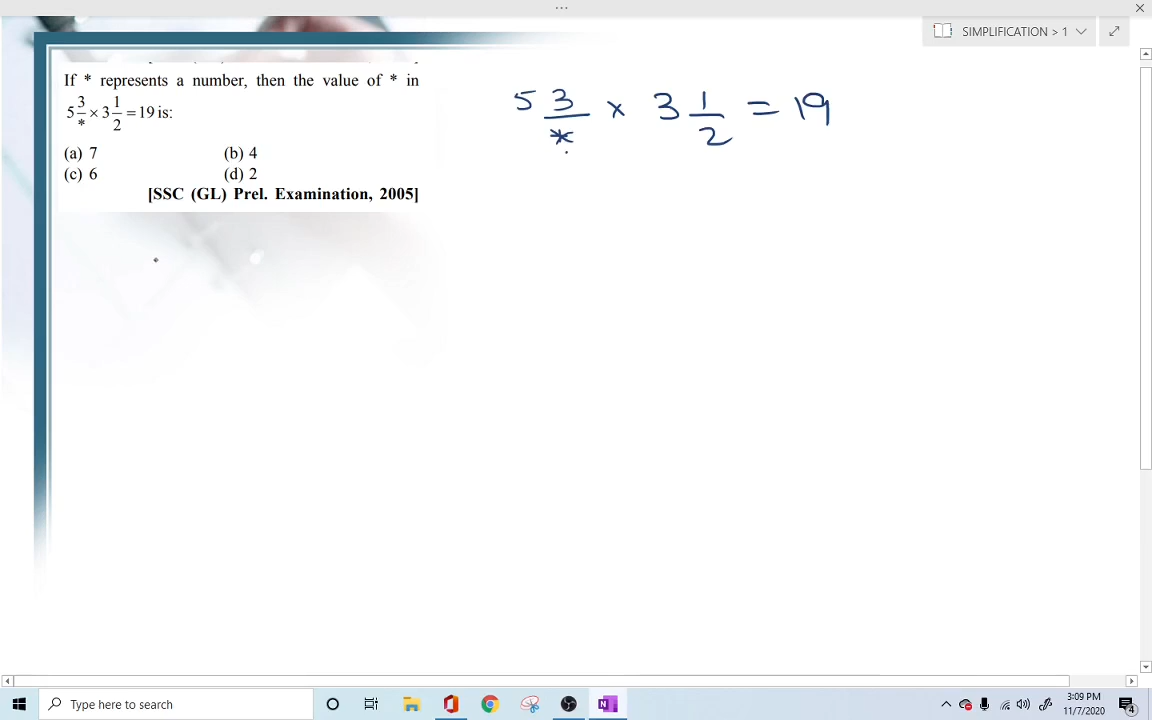 ...
SIMPLIFICATION > 1
If * represents a number, then the value of * in
5 3/* × 3 1/2 = 19 is:
(a) 7 (b) 4
(c) 6 (d) 2
[SSC (GL) Prel. Examination, 2005]
5 3/* × 3 1/2 = 19
Type here to search
3:09 PM
11/7/2020
4